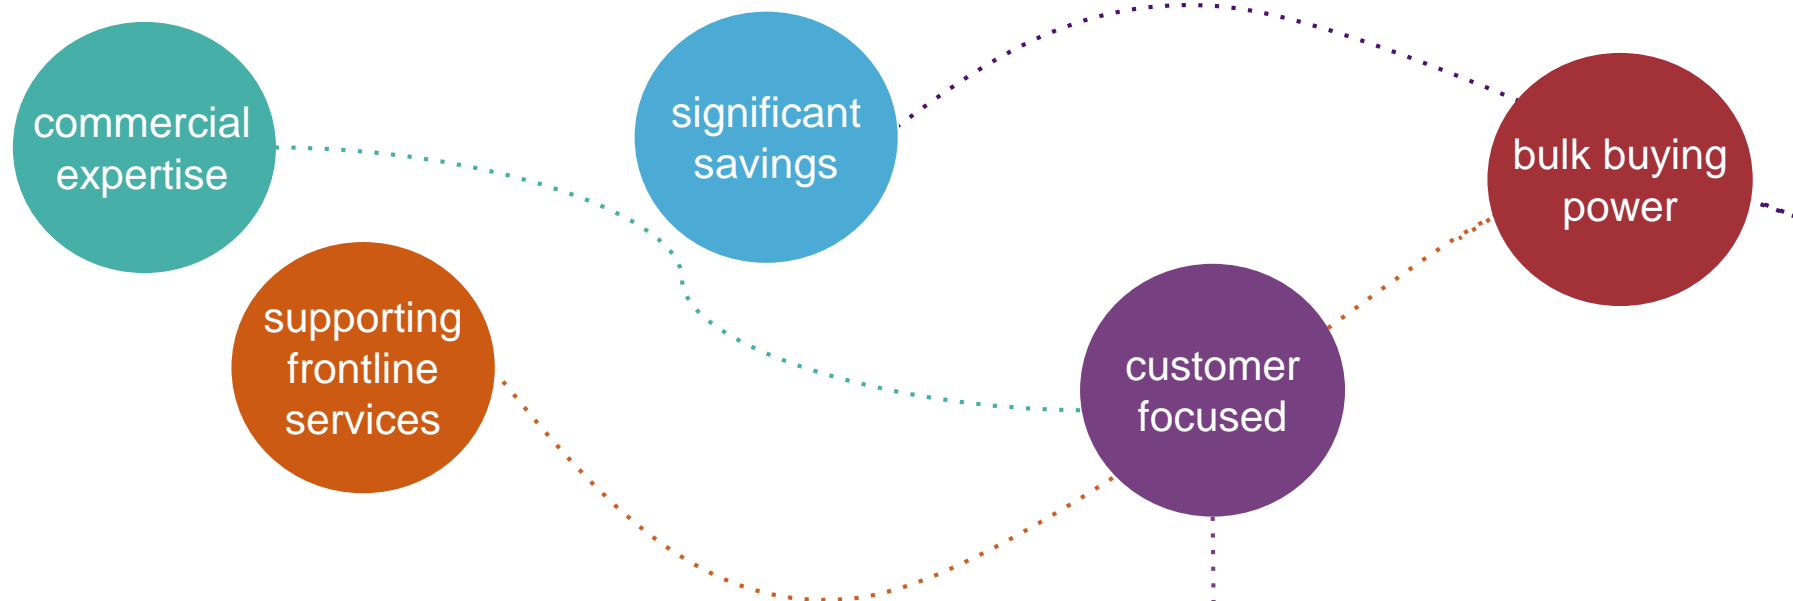 commercial
expertise
significant
savings
bulk buying
power
supporting
frontline
services
customer
focused